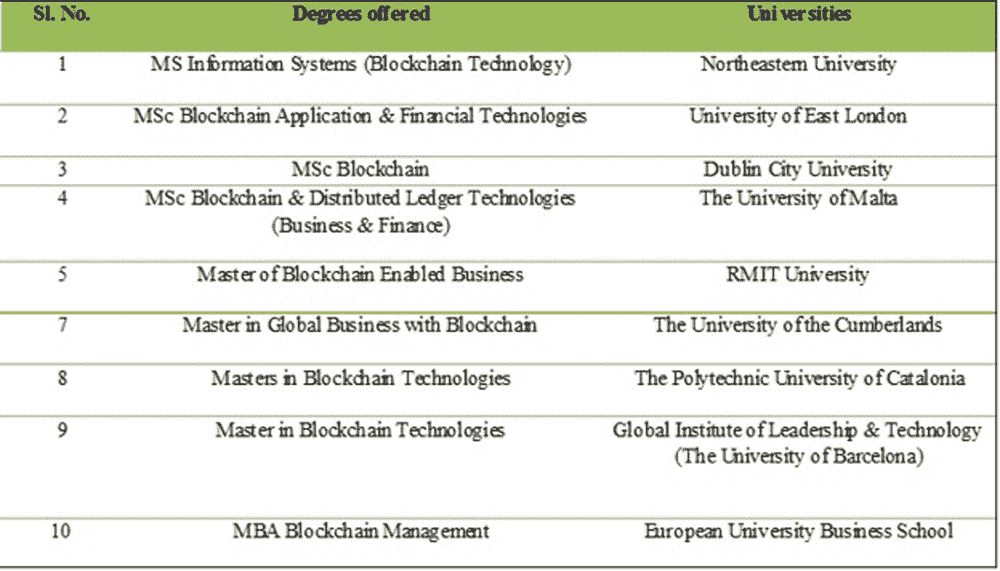 Sl. No. Degrees offered Universities
1 MS Information Systems (Blockchain Technology) Northeastern University
2 MSc Blockchain Application & Financial Technologies University of East London
3 MSc Blockchain Dublin City University
4 MSc Blockchain & Distributed Ledger Technologies The University of Malta
(Business & Finance)
5 Master of Blockchain Enabled Business RMIT University
7 Master in Global Business with Blockchain The University of the Cumberlands
8 Masters in Blockchain Technologies The Polytechnic University of Catalonia
9 Master in Blockchain Technologies Global Institute of Leadership & Technology
(The University of Barcelona)
10 MBA Blockchain Management European University Business School